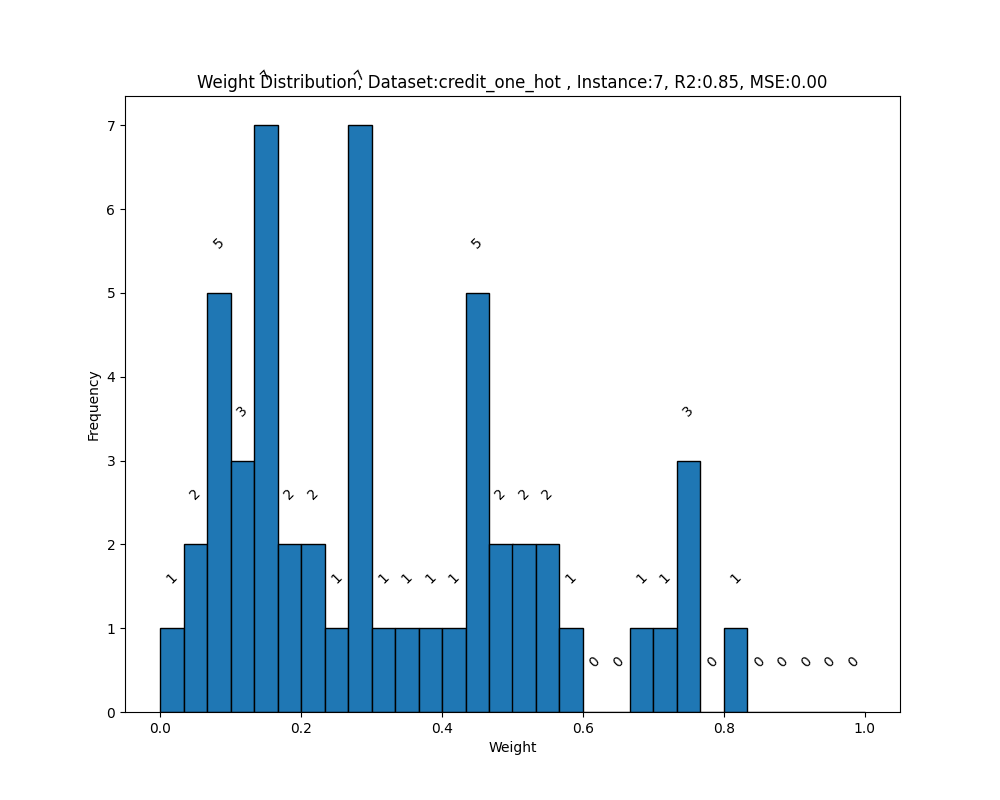 7 7
Weight Distribution, Dataset:credit_one_hot , Instance:7, R2:0.85, MSE:0.00
7
6
5 5
5
4
3 3
3
2 2 2 2 2 2
2
1 1 1 1 1 1 1 1 1 1
1
0 0 0 0 0 0 0 0
0
0.0 0.2 0.4 0.6 0.8 1.0
Frequency
Weight